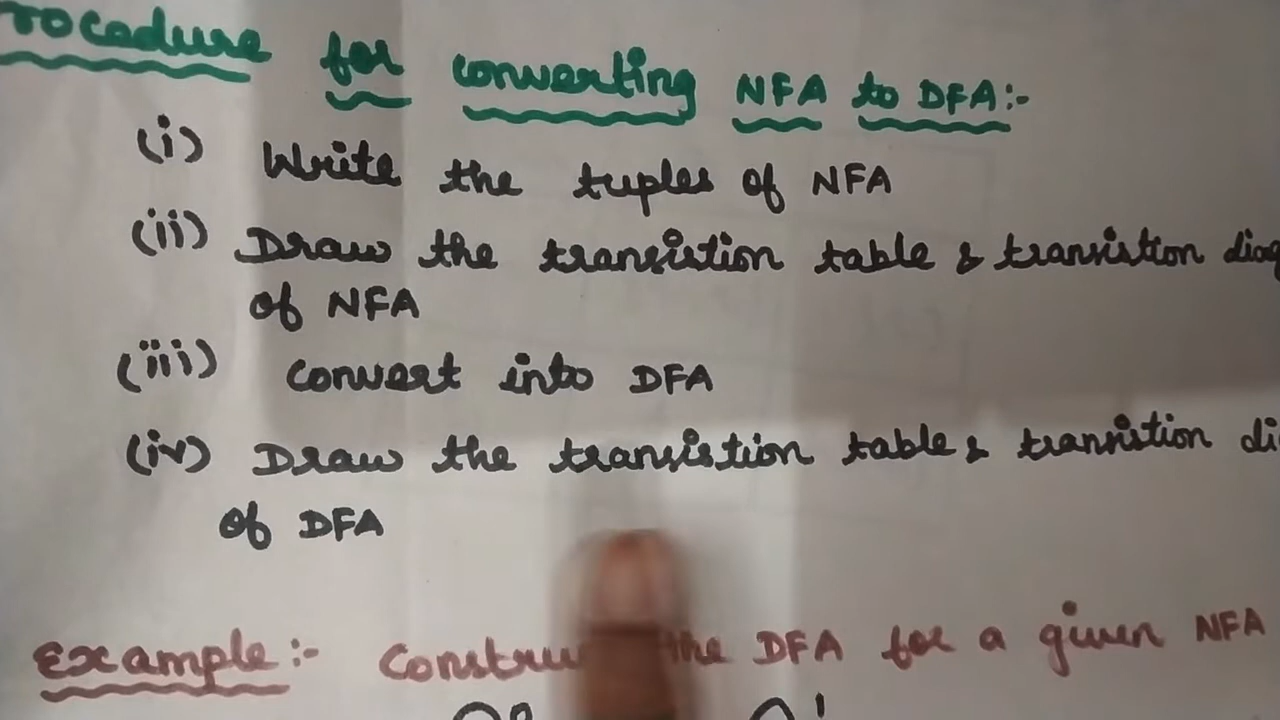 rocedure for converting NFA to DFA:-
(i) Write the tuples of NFA
(ii) Draw the transistion table & transistion diag
of NFA
(iii) Convert into DFA
(iv) Draw the transistion table & transistion di
of DFA
Example:- Constru the DFA for a given NFA